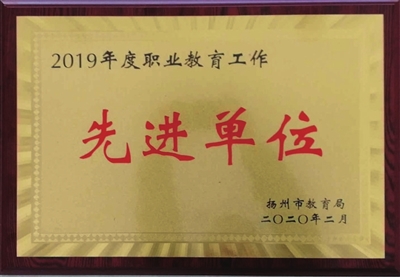 2019年度职业教育工作
先进单位
扬州市教育局
二〇二〇年二月